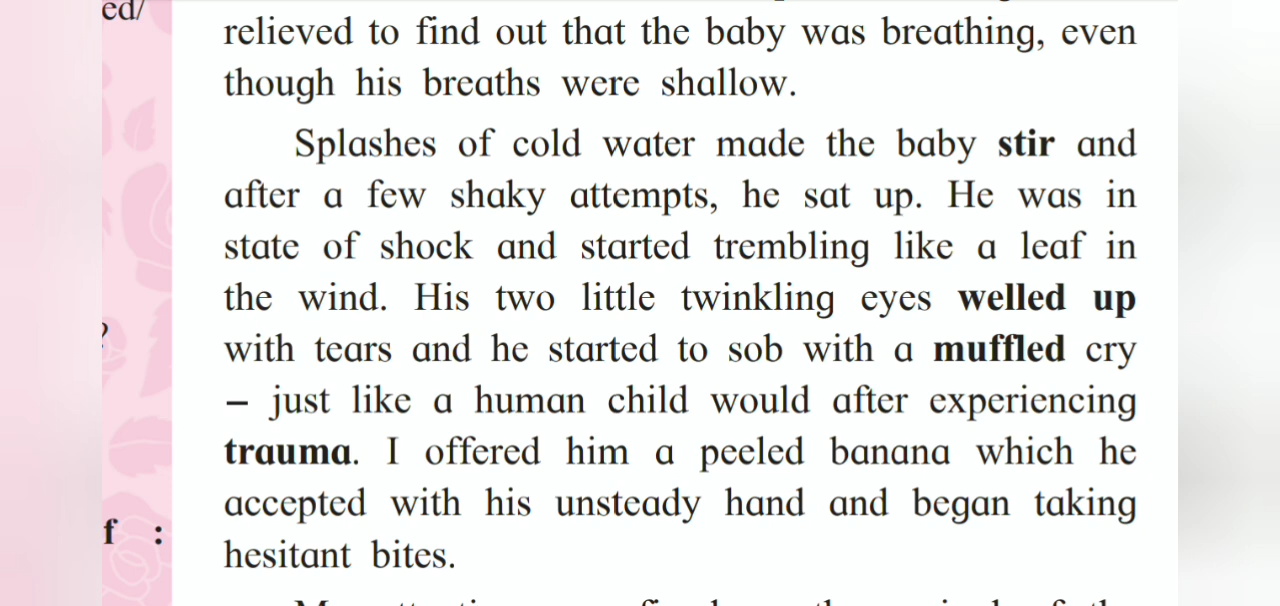 ed/
relieved to find out that the baby was breathing, even
though his breaths were shallow.
Splashes of cold water made the baby stir and
after a few shaky attempts, he sat up. He was in
state of shock and started trembling like a leaf in
the wind. His two little twinkling eyes welled up
with tears and he started to sob with a muffled cry
– just like a human child would after experiencing
trauma. I offered him a peeled banana which he
accepted with his unsteady hand and began taking
hesitant bites.
?
f :